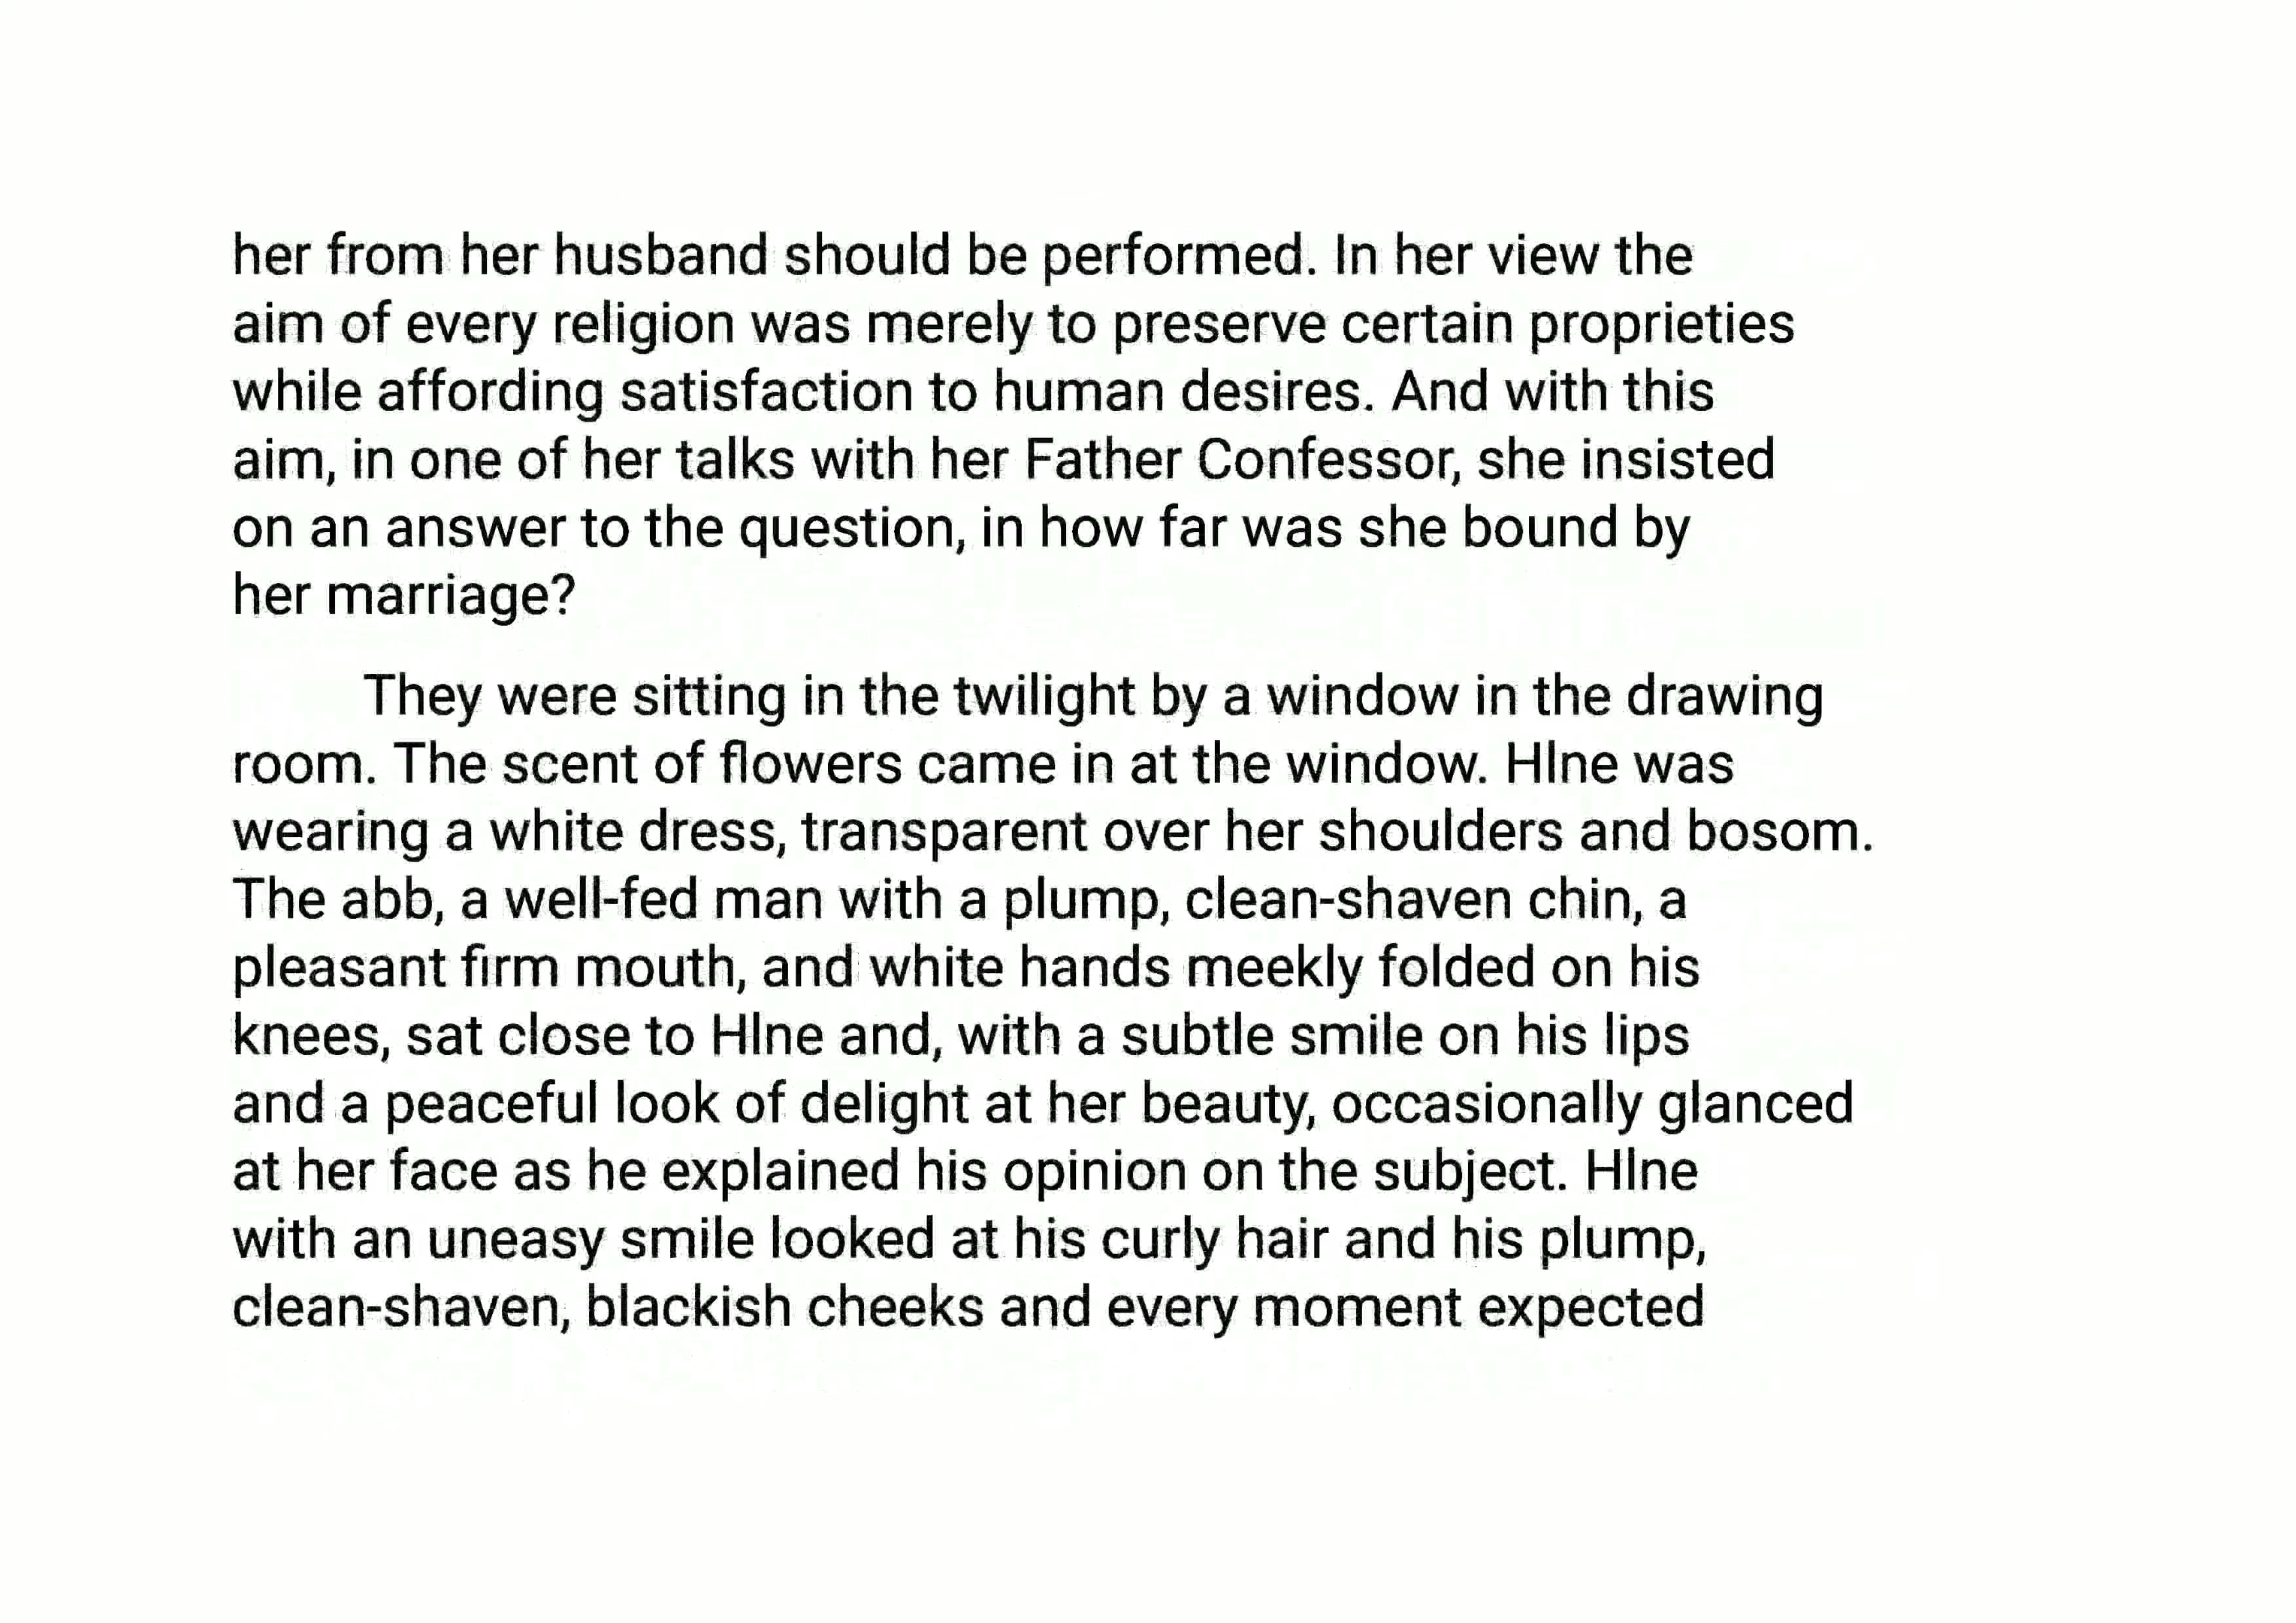 her from her husband should be performed. In her view the
aim of every religion was merely to preserve certain proprieties
while affording satisfaction to human desires. And with this
aim, in one of her talks with her Father Confessor, she insisted
on an answer to the question, in how far was she bound by
her marriage?
They were sitting in the twilight by a window in the drawing
room. The scent of flowers came in at the window. Hlne was
wearing a white dress, transparent over her shoulders and bosom.
The abb, a well-fed man with a plump, clean-shaven chin, a
pleasant firm mouth, and white hands meekly folded on his
knees, sat close to Hlne and, with a subtle smile on his lips
and a peaceful look of delight at her beauty, occasionally glanced
at her face as he explained his opinion on the subject. Hlne
with an uneasy smile looked at his curly hair and his plump,
clean-shaven, blackish cheeks and every moment expected